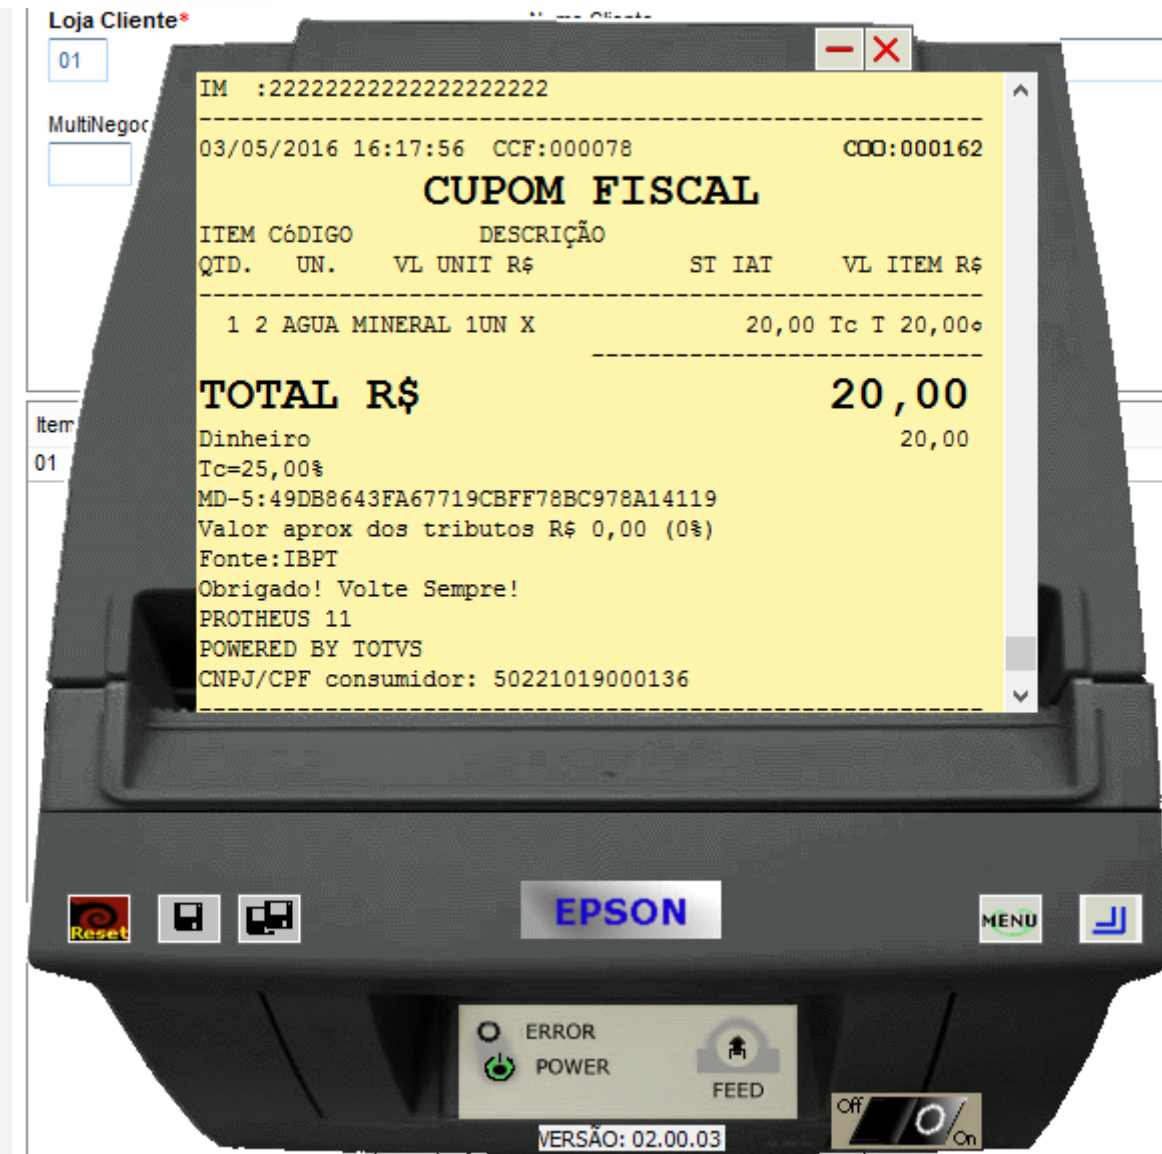 Loja Cliente*
01
MultiNegoc
IM :22222222222222222222
03/05/2016 16:17:56 CCF:000078 COO:000162
CUPOM FISCAL
ITEM CóDIGO DESCRIÇÃO
QTD. UN. VL UNIT R$ ST IAT VL ITEM R$
1 2 AGUA MINERAL 1UN X 20,00 Tc T 20,00¢
TOTAL R$ 20,00
Item
01
Dinheiro 20,00
Tc=25,00%
MD-5:49DB8643FA67719CBFF78BC978A14119
Valor aprox dos tributos R$ 0,00 (0%)
Fonte:IBPT
Obrigado! Volte Sempre!
PROTHEUS 11
POWERED BY TOTVS
CNPJ/CPF consumidor: 50221019000136
Reset
EPSON
MENU
ERROR
POWER
FEED
Off
On
VERSÃO: 02.00.03